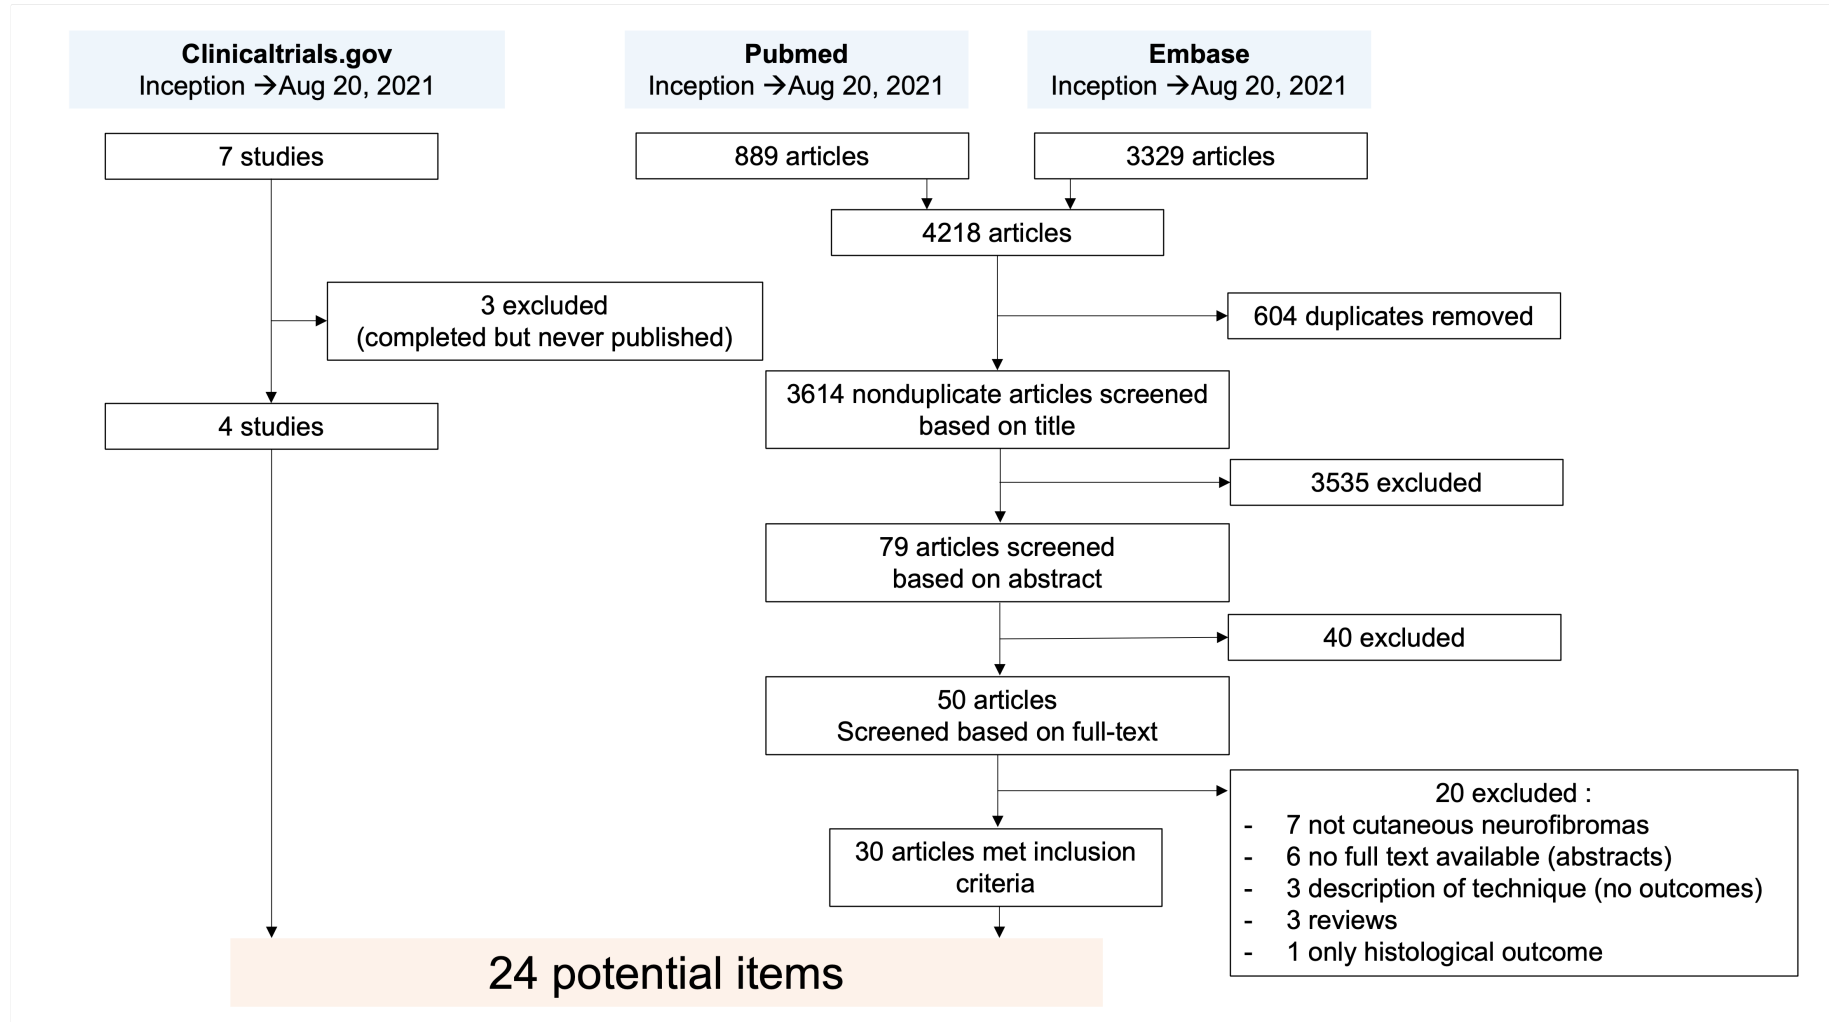 Clinicaltrials.gov
Inception →Aug 20, 2021
Pubmed
Inception →Aug 20, 2021
Embase
Inception →Aug 20, 2021
7 studies
889 articles
3329 articles
4218 articles
3 excluded
(completed but never published)
604 duplicates removed
3614 nonduplicate articles screened
based on title
4 studies
3535 excluded
79 articles screened
based on abstract
40 excluded
50 articles
Screened based on full-text
20 excluded :
- 7 not cutaneous neurofibromas
- 6 no full text available (abstracts)
- 3 description of technique (no outcomes)
- 3 reviews
- 1 only histological outcome
30 articles met inclusion
criteria
24 potential items